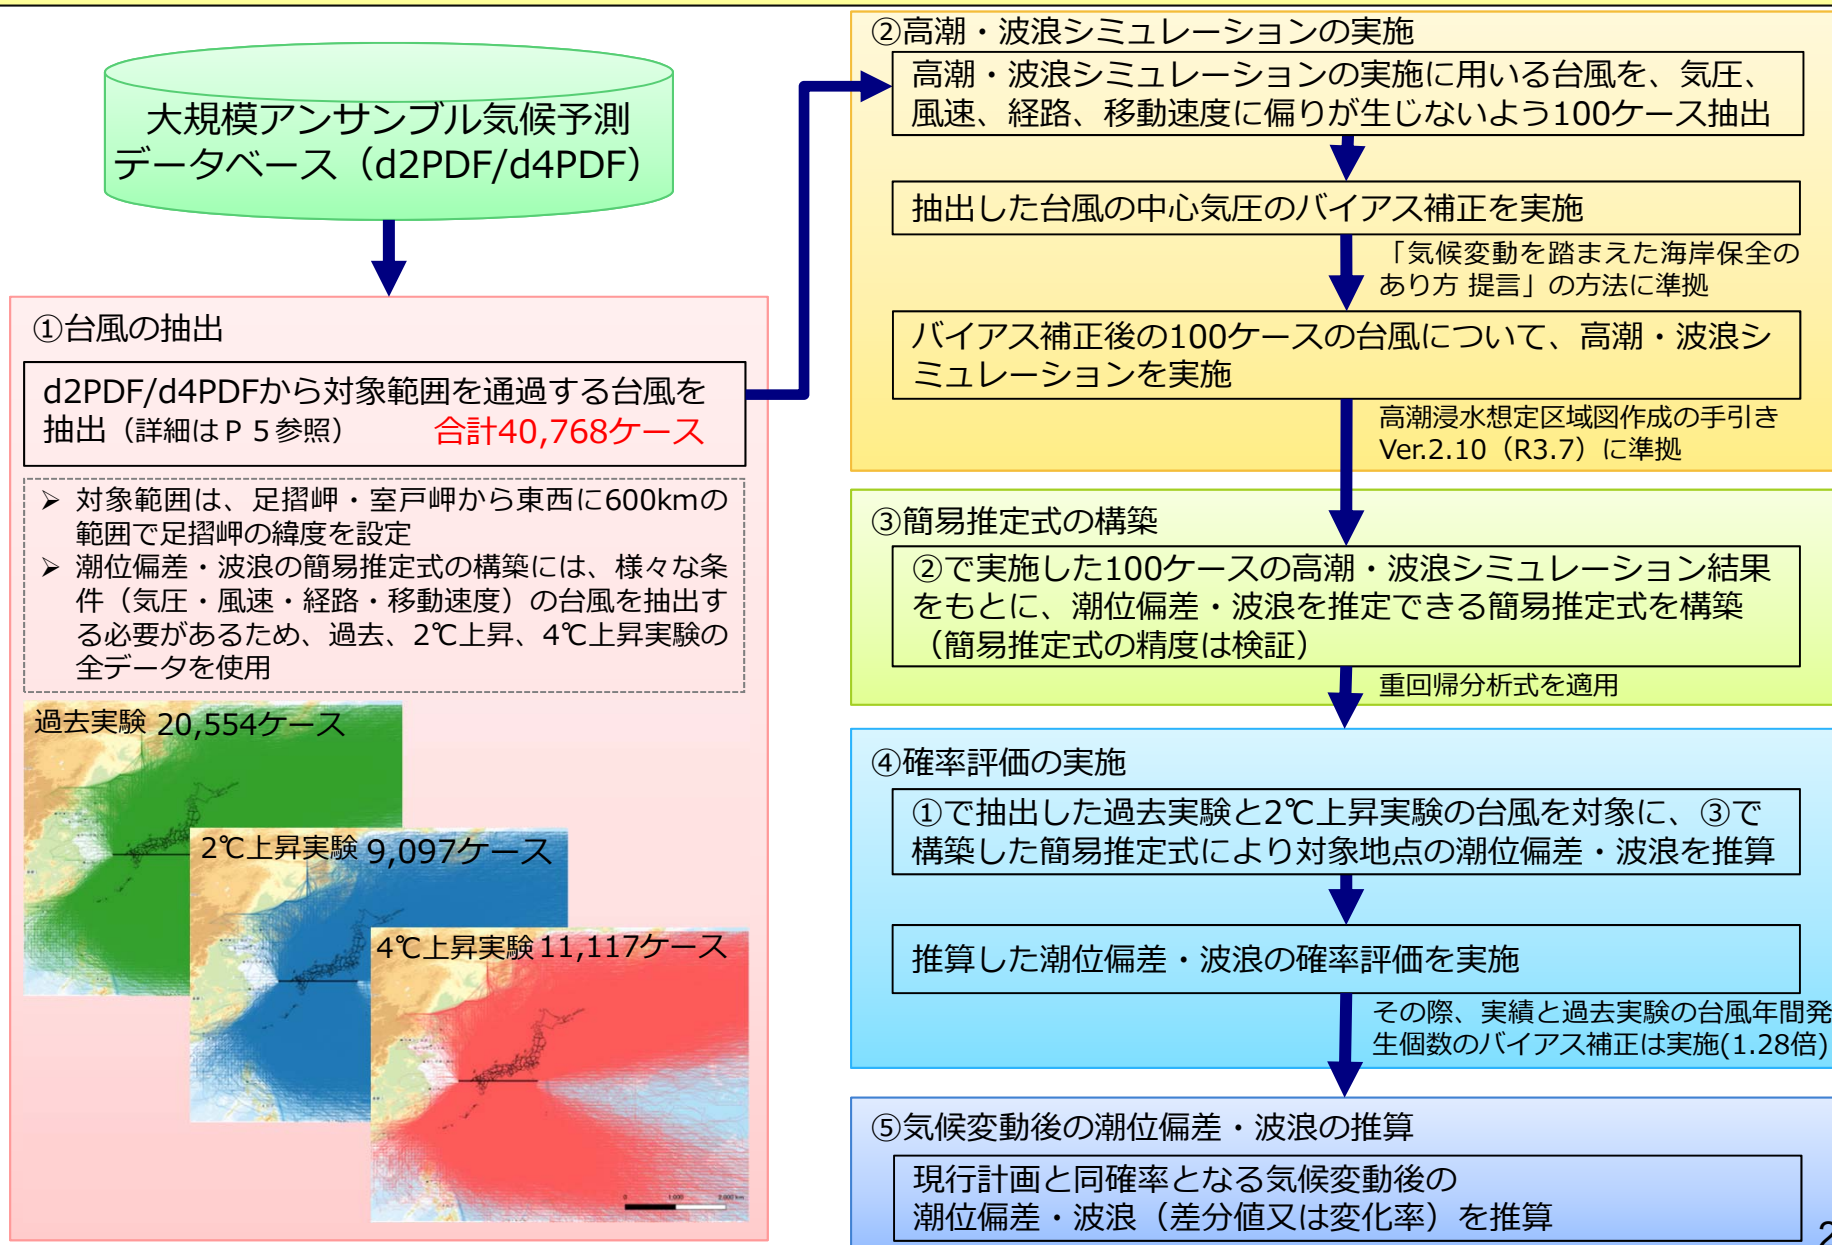 大規模アンサンブル気候予測
データベース（d2PDF/d4PDF）
①台風の抽出
d2PDF/d4PDFから対象範囲を通過する台風を
抽出（詳細はＰ５参照） 合計40,768ケース
➢ 対象範囲は、足摺岬・室戸岬から東西に600kmの
範囲で足摺岬の緯度を設定
➢ 潮位偏差・波浪の簡易推定式の構築には、様々な条
件（気圧・風速・経路・移動速度）の台風を抽出す
る必要があるため、過去、2℃上昇、4℃上昇実験の
全データを使用
過去実験 20,554ケース
2℃上昇実験 9,097ケース
4℃上昇実験 11,117ケース
0 1,000 2,000 km
②高潮・波浪シミュレーションの実施
高潮・波浪シミュレーションの実施に用いる台風を、気圧、
風速、経路、移動速度に偏りが生じないよう100ケース抽出
抽出した台風の中心気圧のバイアス補正を実施
「気候変動を踏まえた海岸保全の
あり方 提言」の方法に準拠
バイアス補正後の100ケースの台風について、高潮・波浪シ
ミュレーションを実施
高潮浸水想定区域図作成の手引き
Ver.2.10（R3.7）に準拠
③簡易推定式の構築
②で実施した100ケースの高潮・波浪シミュレーション結果
をもとに、潮位偏差・波浪を推定できる簡易推定式を構築
（簡易推定式の精度は検証）
重回帰分析式を適用
④確率評価の実施
①で抽出した過去実験と2℃上昇実験の台風を対象に、③で
構築した簡易推定式により対象地点の潮位偏差・波浪を推算
推算した潮位偏差・波浪の確率評価を実施
その際、実績と過去実験の台風年間発
生個数のバイアス補正は実施(1.28倍)
⑤気候変動後の潮位偏差・波浪の推算
現行計画と同確率となる気候変動後の
潮位偏差・波浪（差分値又は変化率）を推算
2